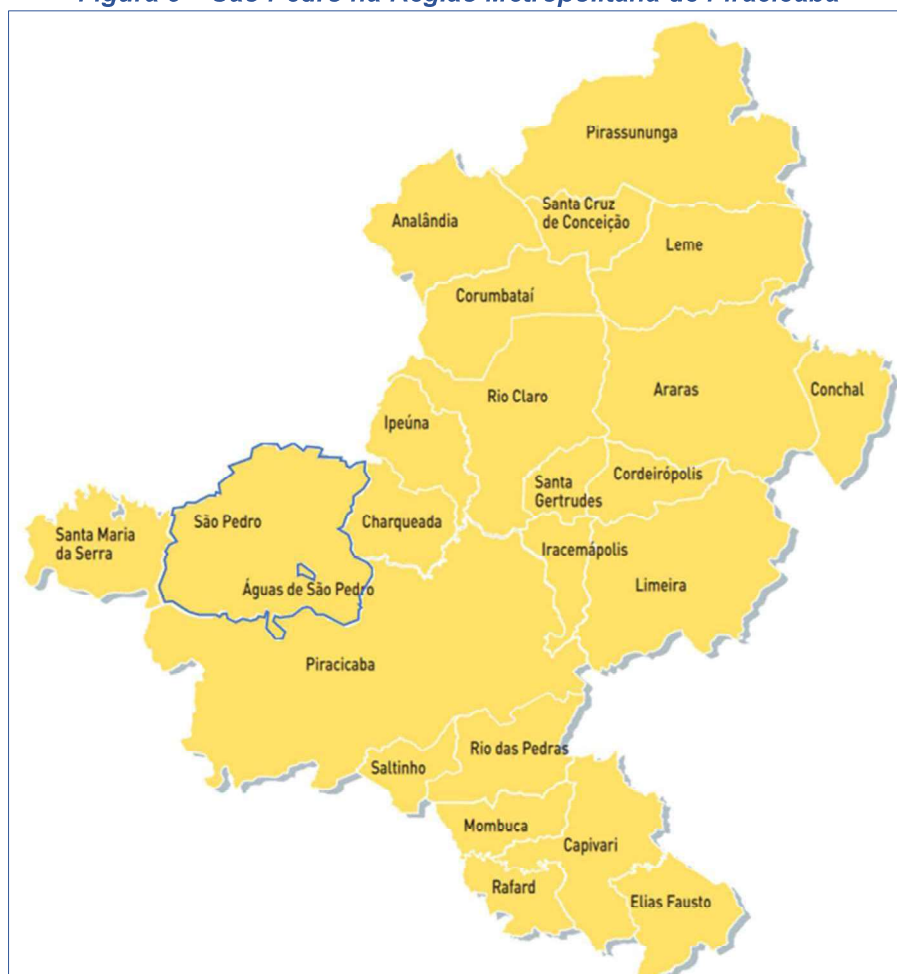 Pirassununga
Santa Cruz
de Conceição
Analândia
Leme
Corumbataí
Rio Claro
Araras
Conchal
Ipeúna
Santa
Gertrudes
Cordeirópolis
São Pedro
Charqueada
Santa Maria
da Serra
Iracemápolis
Limeira
Águas de São Pedro
Piracicaba
Rio das Pedras
Saltinho
Mombuca
Capivari
Rafard
Elias Fausto